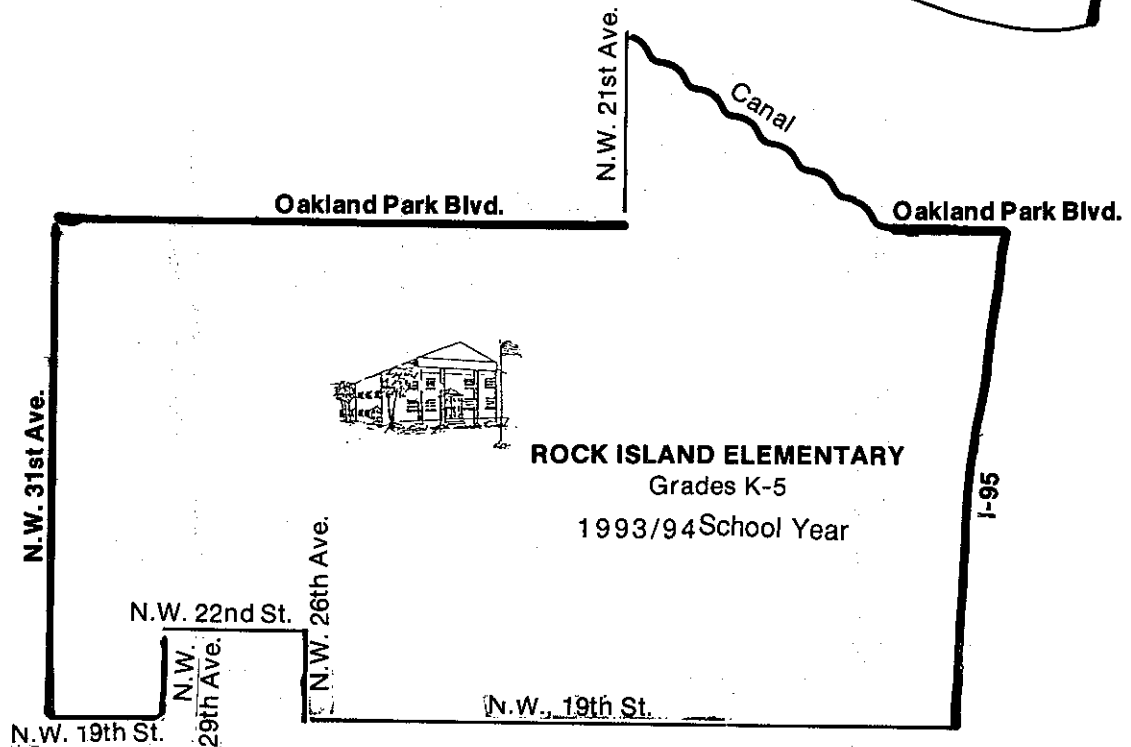 N.W. 21st Ave.
Canal
Oakland Park Blvd.
Oakland Park Blvd.
N.W. 31st Ave.
ROCK ISLAND ELEMENTARY
Grades K-5
1993/94 School Year
I-95
N.W. 22nd St.
N.W. 26th Ave.
N.W.
29th Ave.
N.W. 19th St.
N.W. 19th St.